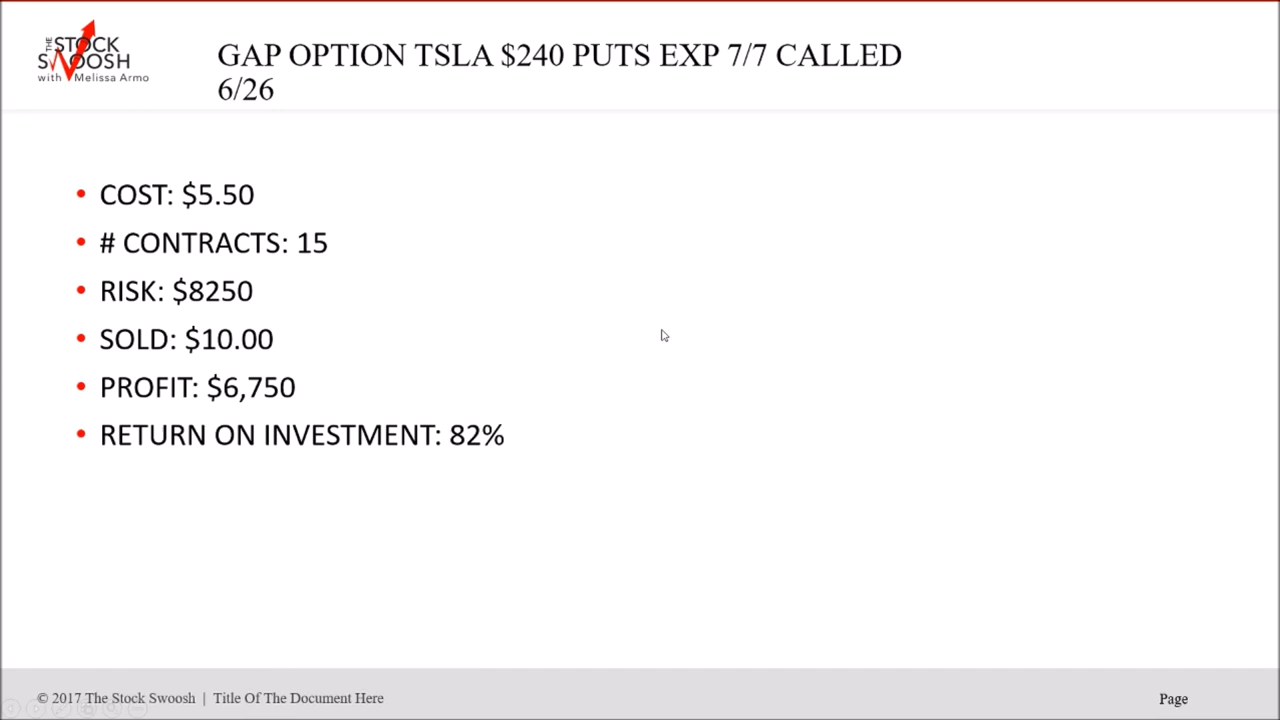 THE
STOCK
SWOOSH
with Melissa Armo
GAP OPTION TSLA $240 PUTS EXP 7/7 CALLED
6/26
• COST: $5.50
• # CONTRACTS: 15
• RISK: $8250
• SOLD: $10.00
• PROFIT: $6,750
• RETURN ON INVESTMENT: 82%
© 2017 The Stock Swoosh | Title Of The Document Here
Page